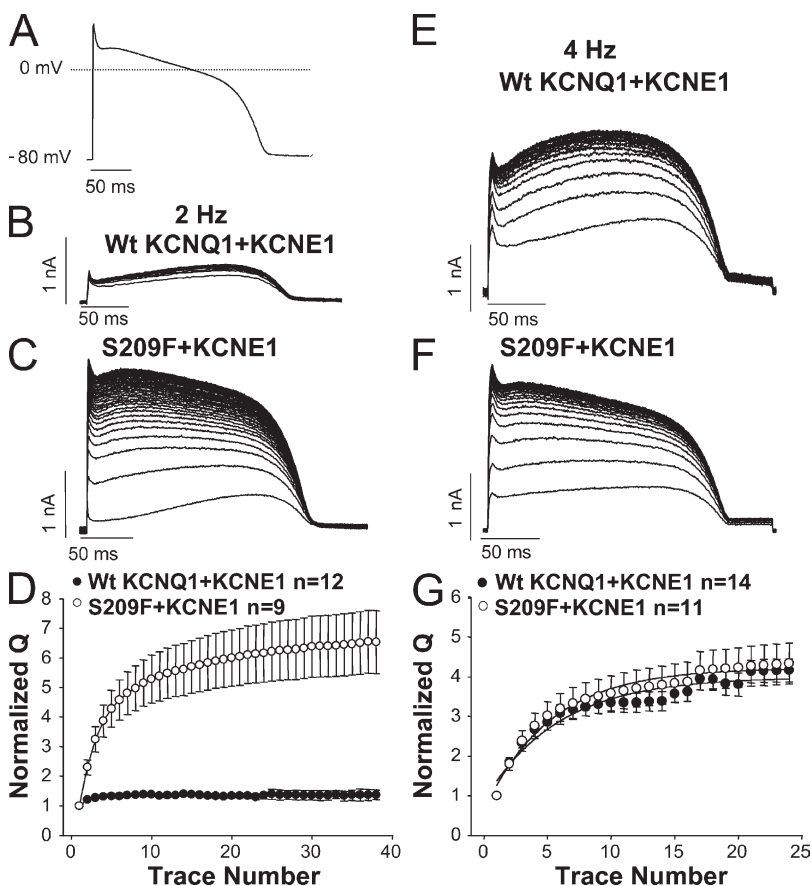 A
0 mV
-80 mV
50 ms
B
2 Hz
Wt KCNQ1+KCNE1
1 nA
50 ms
C
S209F+KCNE1
1 nA
50 ms
D
● Wt KCNQ1+KCNE1 n=12
○ S209F+KCNE1 n=9
Normalized Q
8
7
6
5
4
3
2
1
0
0 10 20 30 40
Trace Number
E
4 Hz
Wt KCNQ1+KCNE1
1 nA
50 ms
F
S209F+KCNE1
1 nA
50 ms
G
● Wt KCNQ1+KCNE1 n=14
○ S209F+KCNE1 n=11
Normalized Q
6
5
4
3
2
1
0
0 5 10 15 20 25
Trace Number